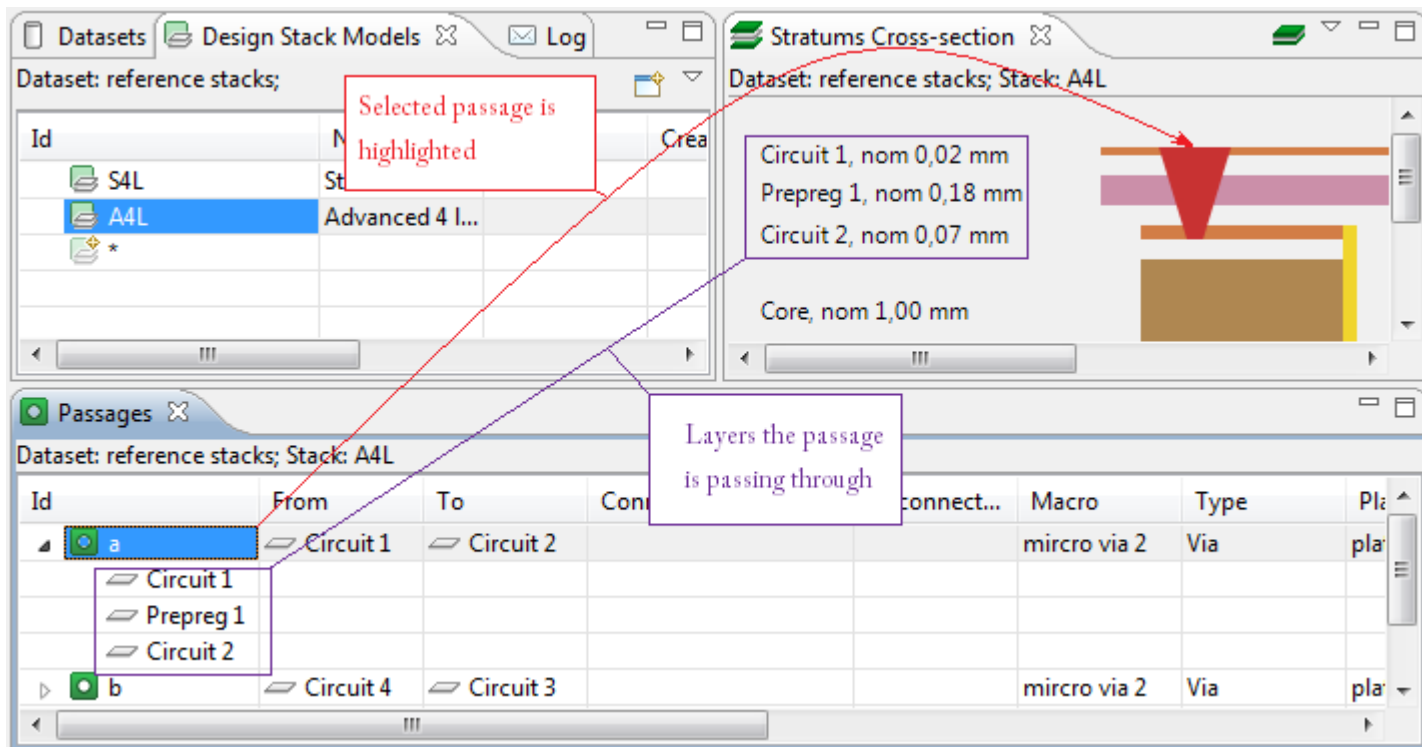 Datasets Design Stack Models Log
Dataset: reference stacks;
Id Crea
S4L St
A4L Advanced 4 l...
*
Selected passage is
highlighted
Stratums Cross-section
Dataset: reference stacks; Stack: A4L
Circuit 1, nom 0,02 mm
Prepreg 1, nom 0,18 mm
Circuit 2, nom 0,07 mm
Core, nom 1,00 mm
Passages
Dataset: reference stacks; Stack: A4L
Layers the passage
is passing through
Id From To Con connect... Macro Type Pla
a Circuit 1 Circuit 2 mircro via 2 Via pla
Circuit 1
Prepreg 1
Circuit 2
b Circuit 4 Circuit 3 mircro via 2 Via pla